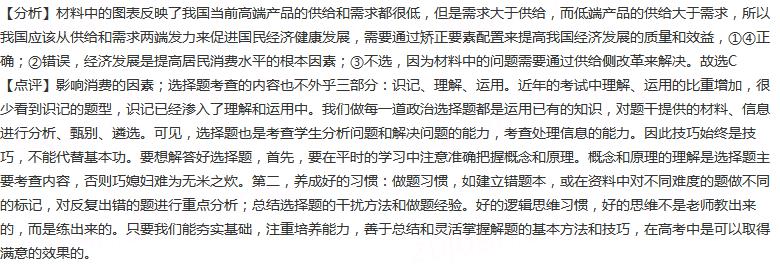 【分析】材料中的图表反映了我国当前高端产品的供给和需求都很低，但是需求大于供给，而低端产品的供给大于需求，所以
我国应该从供给和需求两端发力来促进国民经济健康发展，需要通过矫正要素配置来提高我国经济发展的质量和效益，①④正
确；②错误，经济发展是提高居民消费水平的根本因素；③不选，因为材料中的问题需要通过供给侧改革来解决。故选C
【点评】影响消费的因素；选择题考查的内容也不外乎三部分：识记、理解、运用。近年的考试中理解、运用的比重增加，很
少看到识记的题型，识记已经渗入了理解和运用中。我们做每一道政治选择题都是运用已有的知识，对题干提供的材料、信息
进行分析、甄别、遴选。可见，选择题也是考查学生分析问题和解决问题的能力，考查处理信息的能力。因此技巧始终是技
巧，不能代替基本功。要想解答好选择题，首先，要在平时的学习中注意准确把握概念和原理。概念和原理的理解是选择题主
要考查内容，否则巧媳妇难为无米之炊。第二，养成好的习惯：做题习惯，如建立错题本，或在资料中对不同难度的题做不同
的标记，对反复出错的题进行重点分析；总结选择题的干扰方法和做题经验。好的逻辑思维习惯，好的思维不是老师教出来
的，而是练出来的。只要我们能夯实基础，注重培养能力，善于总结和灵活掌握解题的基本方法和技巧，在高考中是可以取得
满意的效果的。